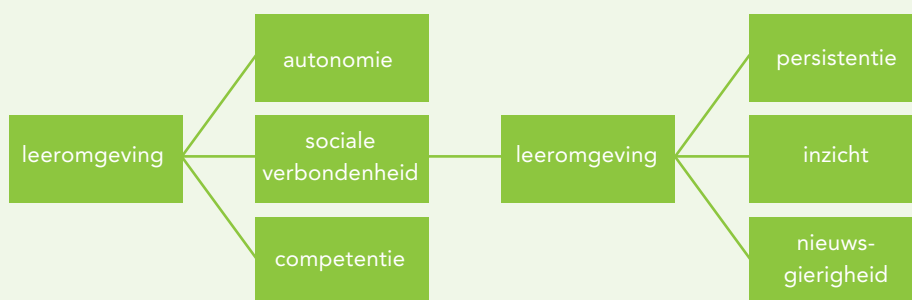 leeromgeving
autonomie
sociale
verbondenheid
competentie
leeromgeving
persistentie
inzicht
nieuws-
gierigheid